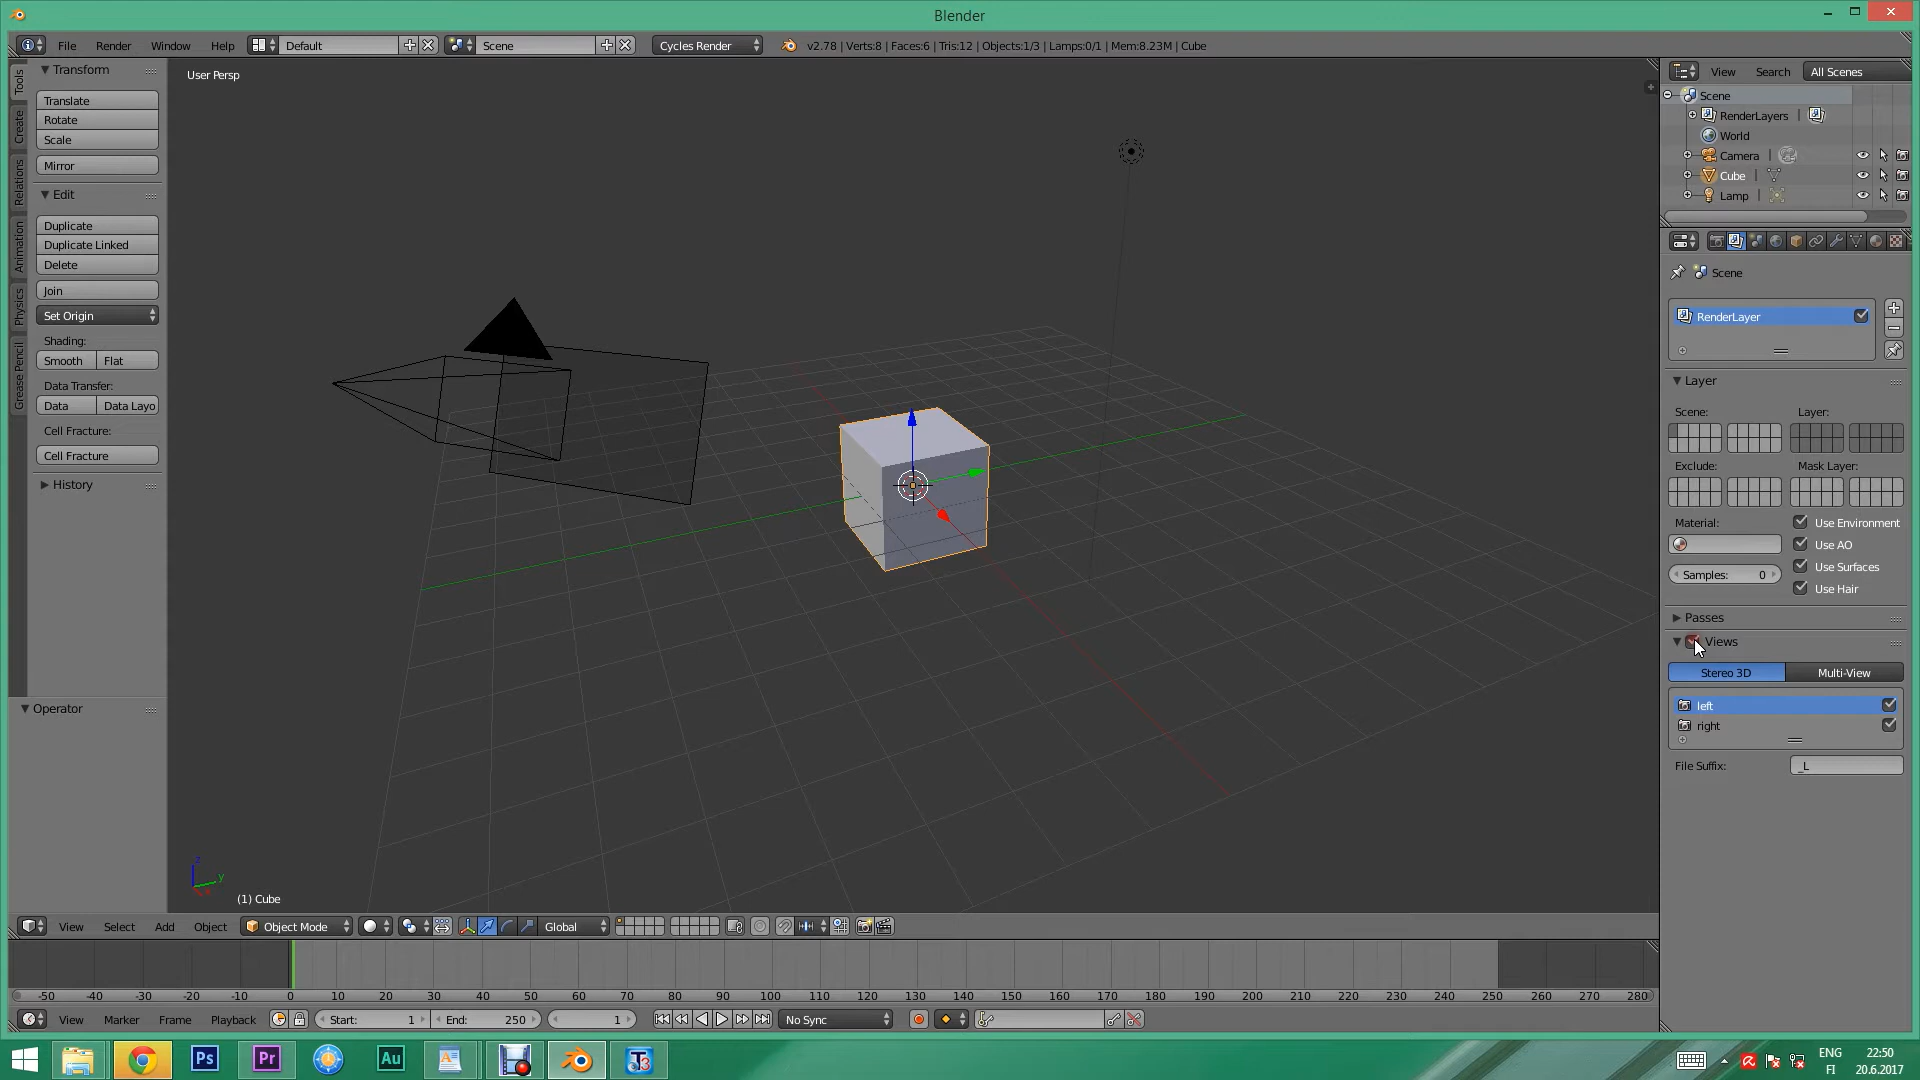 Blender
File Render Window Help Default Scene Cycles Render v2.78 | Verts:8 | Faces:6 | Tris:12 | Objects:1/3 | Lamps:0/1 | Mem:8.23M | Cube
Tools
Create
Relations
Animation
Physics
Grease Pencil
Transform
Translate
Rotate
Scale
Mirror
Edit
Duplicate
Duplicate Linked
Delete
Join
Set Origin
Shading:
Smooth Flat
Data Transfer:
Data Data Layo
Cell Fracture:
Cell Fracture
History
Operator
User Persp
z
y
(1) Cube
View Search All Scenes
Scene
RenderLayers
World
Camera
Cube
Lamp
Scene
RenderLayer
Layer
Scene: Layer:
Exclude: Mask Layer:
Material: Use Environment
Use AO
Samples: 0 Use Surfaces
Use Hair
Passes
Views
Stereo 3D Multi-View
left
right
File Suffix: _L
View Select Add Object Object Mode Global
-50 -40 -30 -20 -10 0 10 20 30 40 50 60 70 80 90 100 110 120 130 140 150 160 170 180 190 200 210 220 230 240 250 260 270 280
View Marker Frame Playback Start: 1 End: 250 1 No Sync
Ps Pr Au T3 ENG 22:50
FI 20.6.2017